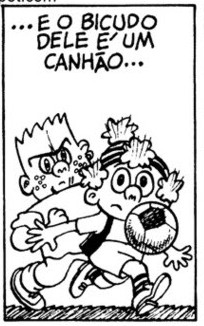 ...E O BICUDO
DELE É UM
CANHÃO...